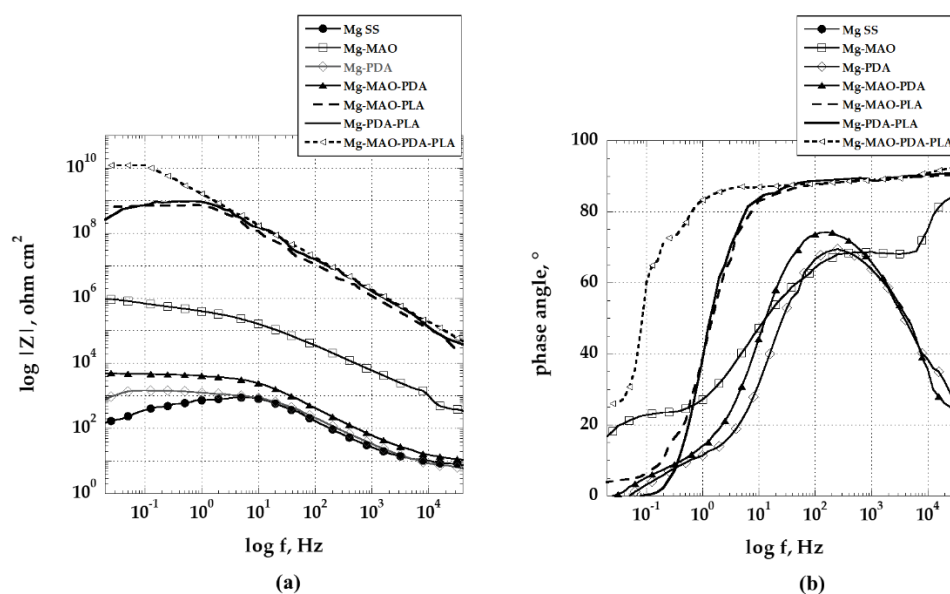 Mg SS
Mg-MAO
Mg-PDA
Mg-MAO-PDA
Mg-MAO-PLA
Mg-PDA-PLA
Mg-MAO-PDA-PLA
10^10
10^8
10^6
10^4
10^2
10^0
log |Z|, ohm cm^2
10^-1 10^0 10^1 10^2 10^3 10^4
log f, Hz
(a)
Mg SS
Mg-MAO
Mg-PDA
Mg-MAO-PDA
Mg-MAO-PLA
Mg-PDA-PLA
Mg-MAO-PDA-PLA
100
80
60
40
20
0
phase angle, °
10^-1 10^0 10^1 10^2 10^3 10^4
log f, Hz
(b)